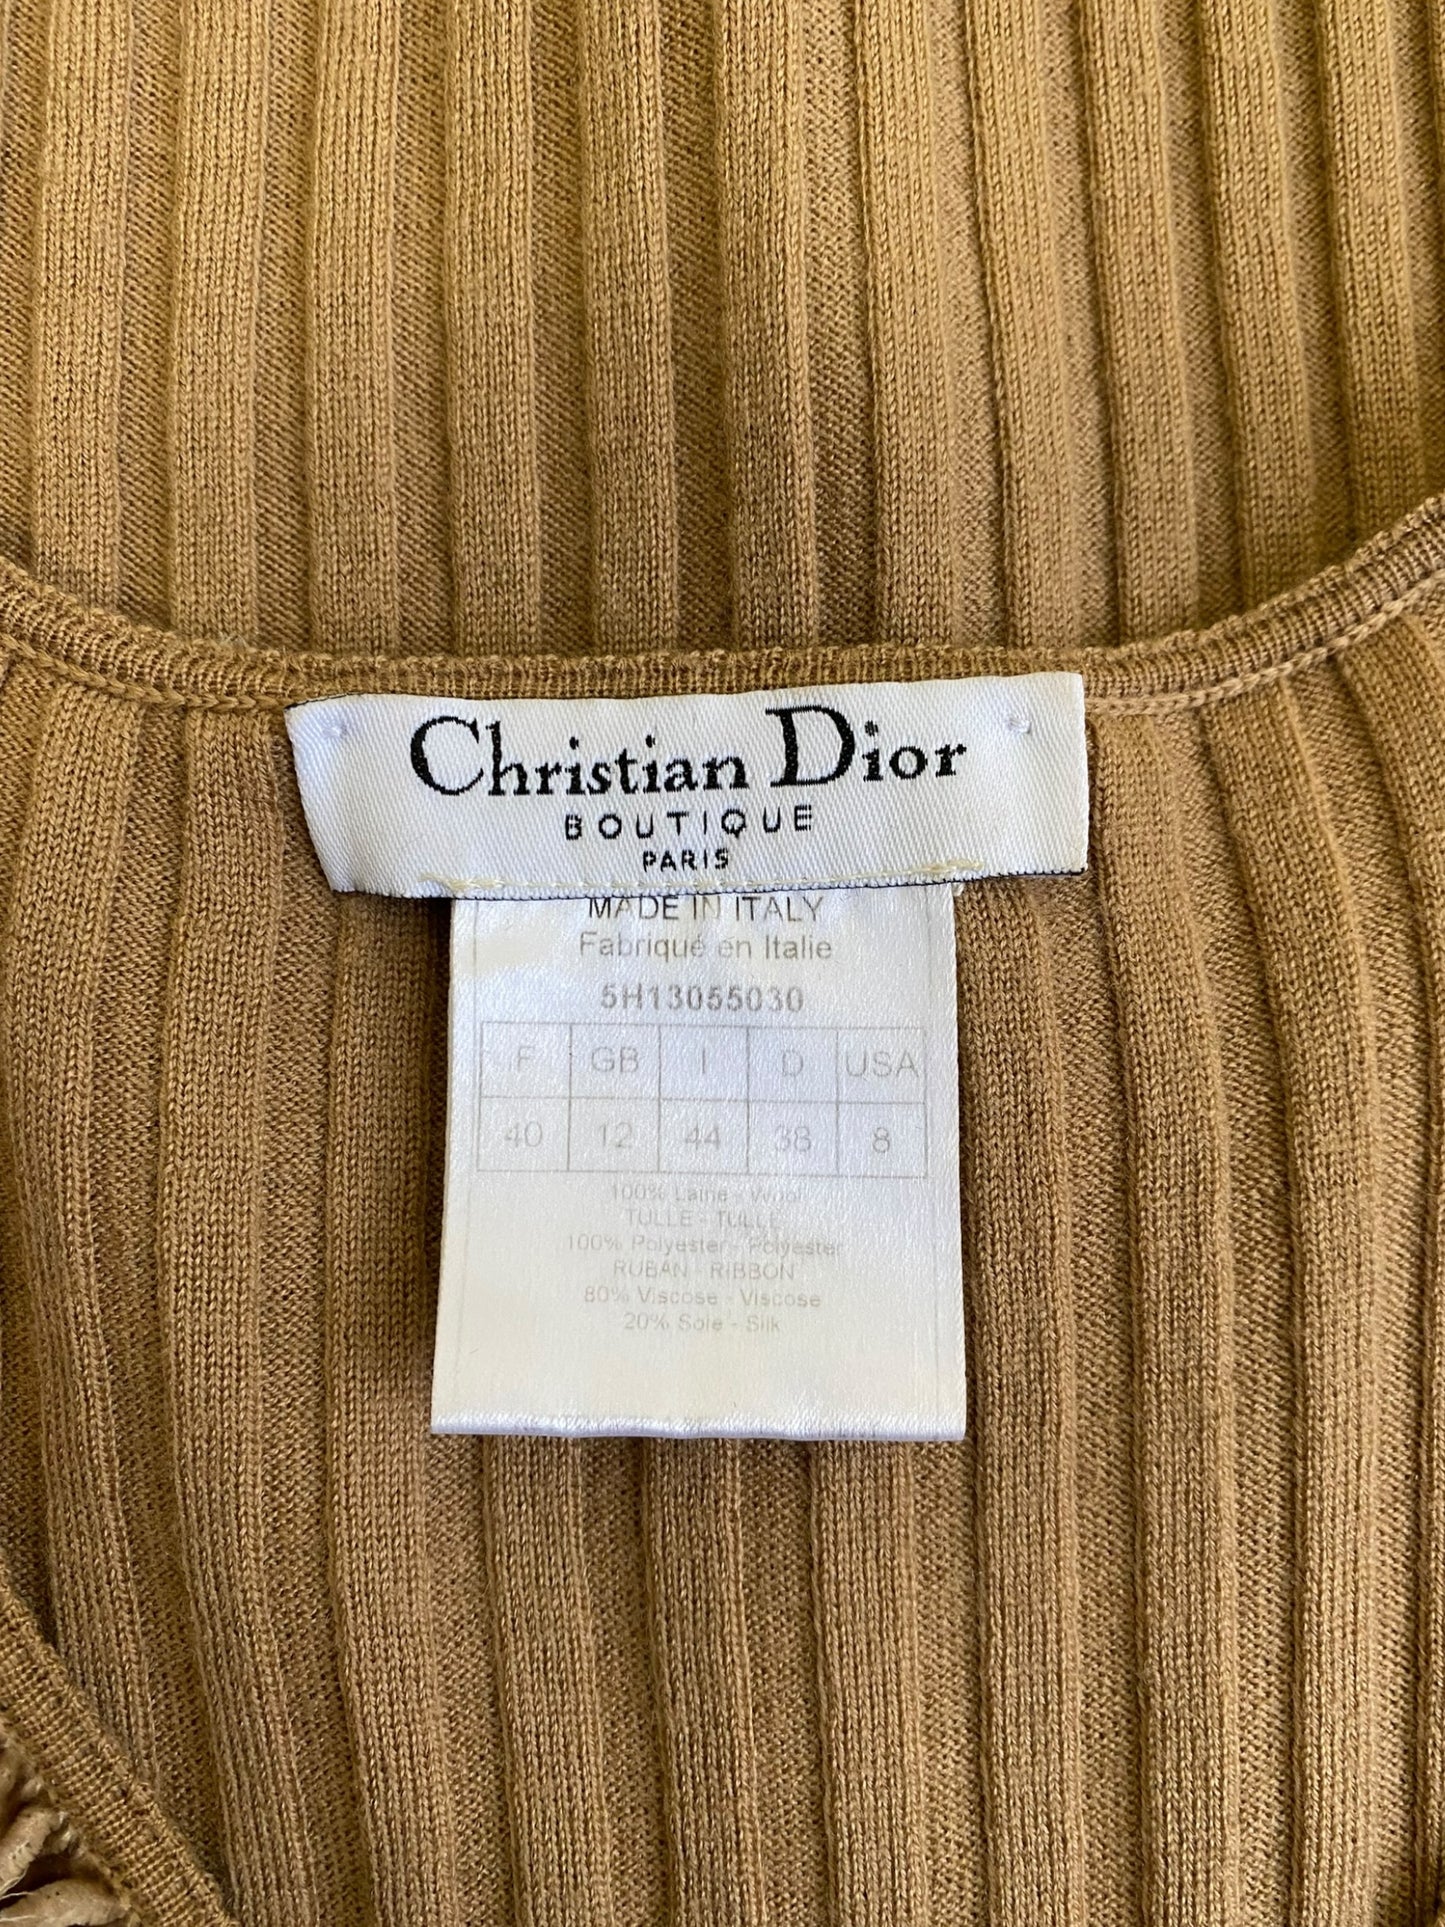 Christian Dior
BOUTIQUE
PARIS
MADE IN ITALY
Fabriqué en Italie
5H13055030
F GB I D USA
40 12 44 38 8
100% Laine - Wool
TULLE - TULLE
100% Polyester - Polyester
RUBAN - RIBBON
80% Viscose - Viscose
20% Soie - Silk